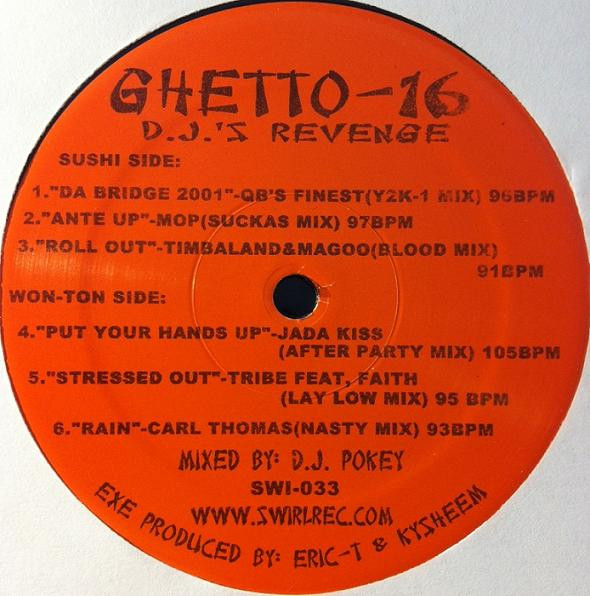 GHETTO-16
D.J.'S REVENGE
SUSHI SIDE:
1."DA BRIDGE 2001"-QB'S FINEST(Y2K-1 MIX) 96BPM
2."ANTE UP"-MOP(SUCKAS MIX) 97BPM
3."ROLL OUT"-TIMBALAND&MAGOO(BLOOD MIX)
91BPM
WON-TON SIDE:
4."PUT YOUR HANDS UP"-JADA KISS
(AFTER PARTY MIX) 105BPM
5."STRESSED OUT"-TRIBE FEAT, FAITH
(LAY LOW MIX) 95 BPM
6."RAIN"-CARL THOMAS(NASTY MIX) 93BPM
MIXED BY: D.J. POKEY
SWI-033
WWW.SWIRLREC.COM
EXE PRODUCED BY: ERIC-T & KYSHEEM